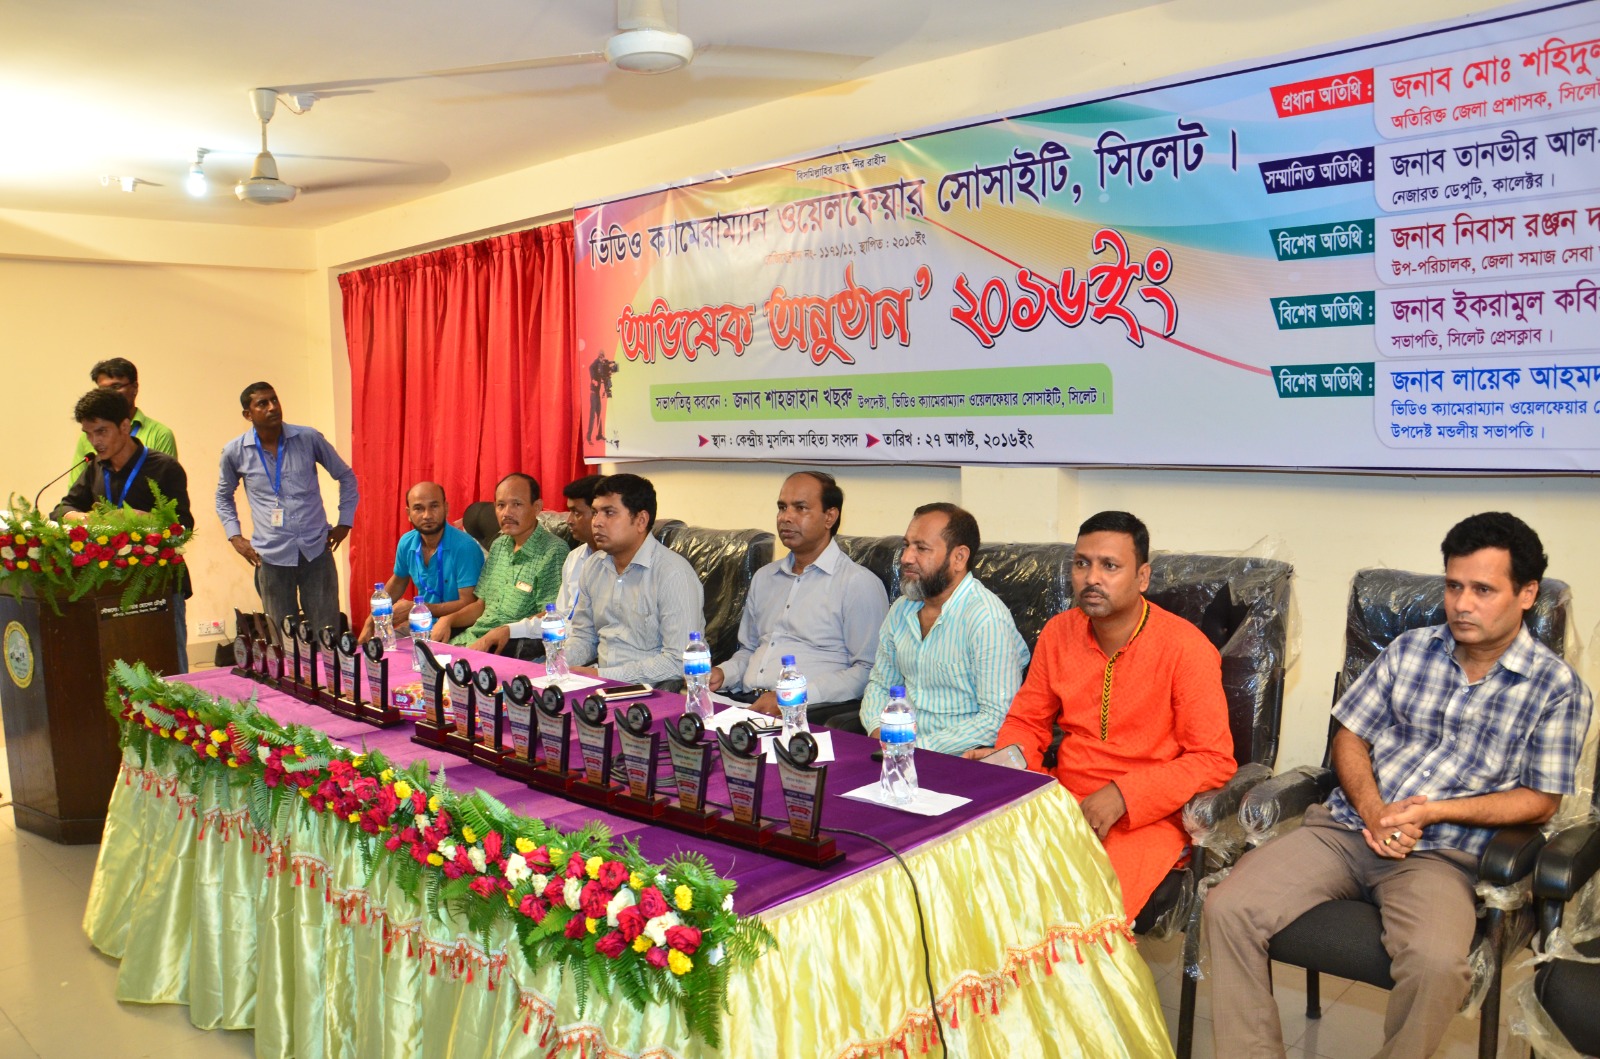 বিসমিল্লাহির রাহমানির রাহীম
ভিডিও ক্যামেরাম্যান ওয়েলফেয়ার সোসাইটি, সিলেট।
নং- ১১৭১/১১, স্থাপিত : ২০১০ইং
অভিষেক অনুষ্ঠান’ ২০১৬ইং
সভাপতিত্ব করবেন : জনাব শাহজাহান খছরু উপদেষ্টা, ভিডিও ক্যামেরাম্যান ওয়েলফেয়ার সোসাইটি, সিলেট।
স্থান : কেন্দ্রীয় মুসলিম সাহিত্য সংসদ তারিখ : ২৭ আগষ্ট, ২০১৬ইং
প্রধান অতিথি : জনাব মোঃ শহিদুল
অতিরিক্ত জেলা প্রশাসক, সিলেট
সম্মানিত অতিথি : জনাব তানভীর আল-
নেজারত ডেপুটি, কালেক্টর।
বিশেষ অতিথি : জনাব নিবাস রঞ্জন দ
উপ-পরিচালক, জেলা সমাজ সেবা
বিশেষ অতিথি : জনাব ইকরামুল কবি
সভাপতি, সিলেট প্রেসক্লাব।
বিশেষ অতিথি : জনাব লায়েক আহমদ
ভিডিও ক্যামেরাম্যান ওয়েলফেয়ার
উপদেষ্ট মন্ডলীয় সভাপতি।